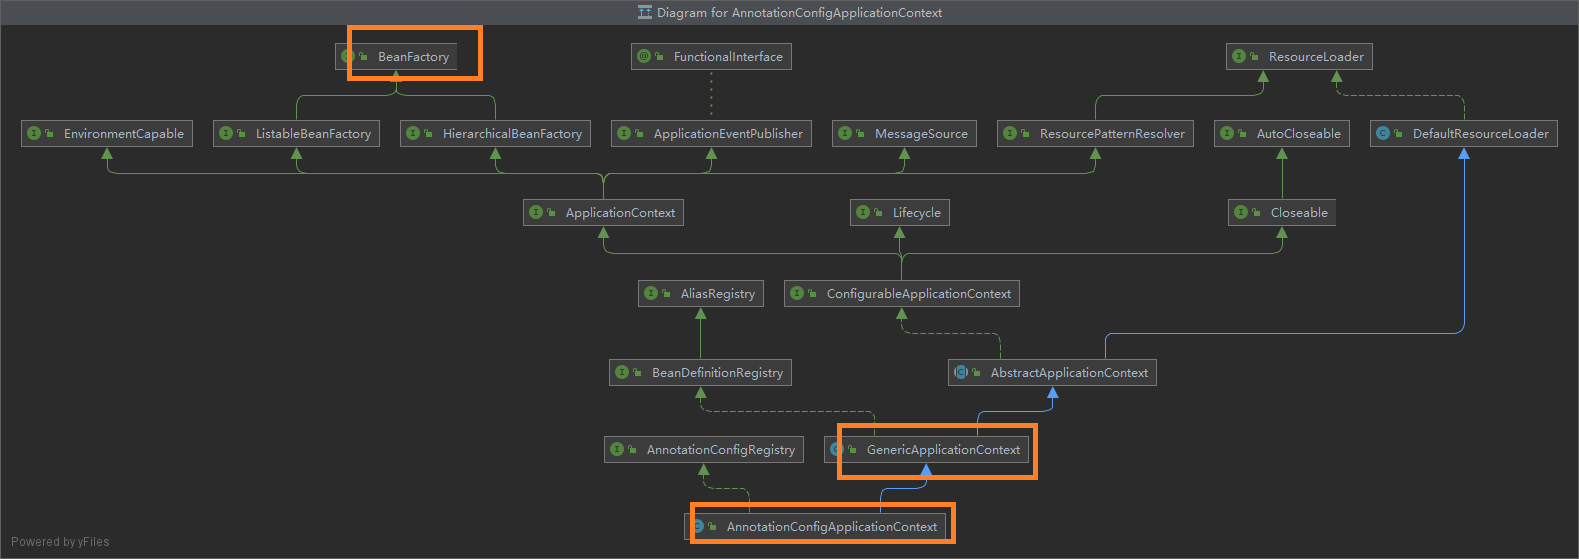 Diagram for AnnotationConfigApplicationContext
BeanFactory
FunctionalInterface
ResourceLoader
EnvironmentCapable
ListableBeanFactory
HierarchicalBeanFactory
ApplicationEventPublisher
MessageSource
ResourcePatternResolver
AutoCloseable
DefaultResourceLoader
ApplicationContext
Lifecycle
Closeable
AliasRegistry
ConfigurableApplicationContext
BeanDefinitionRegistry
AbstractApplicationContext
AnnotationConfigRegistry
GenericApplicationContext
AnnotationConfigApplicationContext
Powered by yFiles